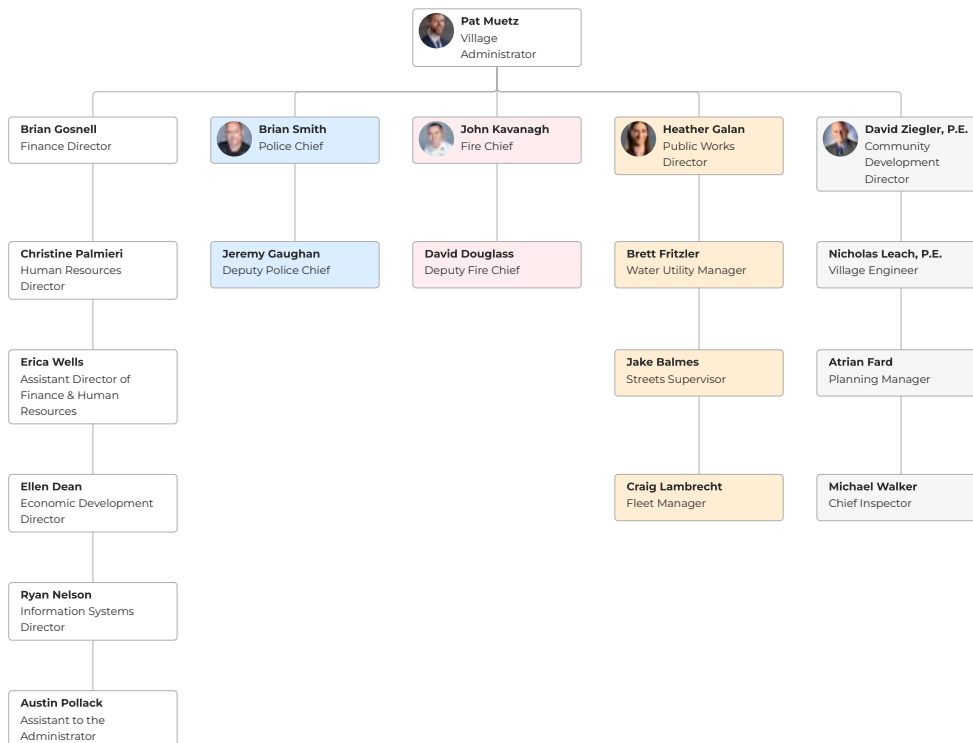 Pat Muetz
Village
Administrator
Brian Gosnell
Finance Director
Brian Smith
Police Chief
John Kavanagh
Fire Chief
Heather Galan
Public Works
Director
David Ziegler, P.E.
Community
Development
Director
Christine Palmieri
Human Resources
Director
Jeremy Gaughan
Deputy Police Chief
David Douglass
Deputy Fire Chief
Brett Fritzler
Water Utility Manager
Nicholas Leach, P.E.
Village Engineer
Erica Wells
Assistant Director of
Finance & Human
Resources
Jake Balmes
Streets Supervisor
Atrian Fard
Planning Manager
Ellen Dean
Economic Development
Director
Craig Lambrecht
Fleet Manager
Michael Walker
Chief Inspector
Ryan Nelson
Information Systems
Director
Austin Pollack
Assistant to the
Administrator